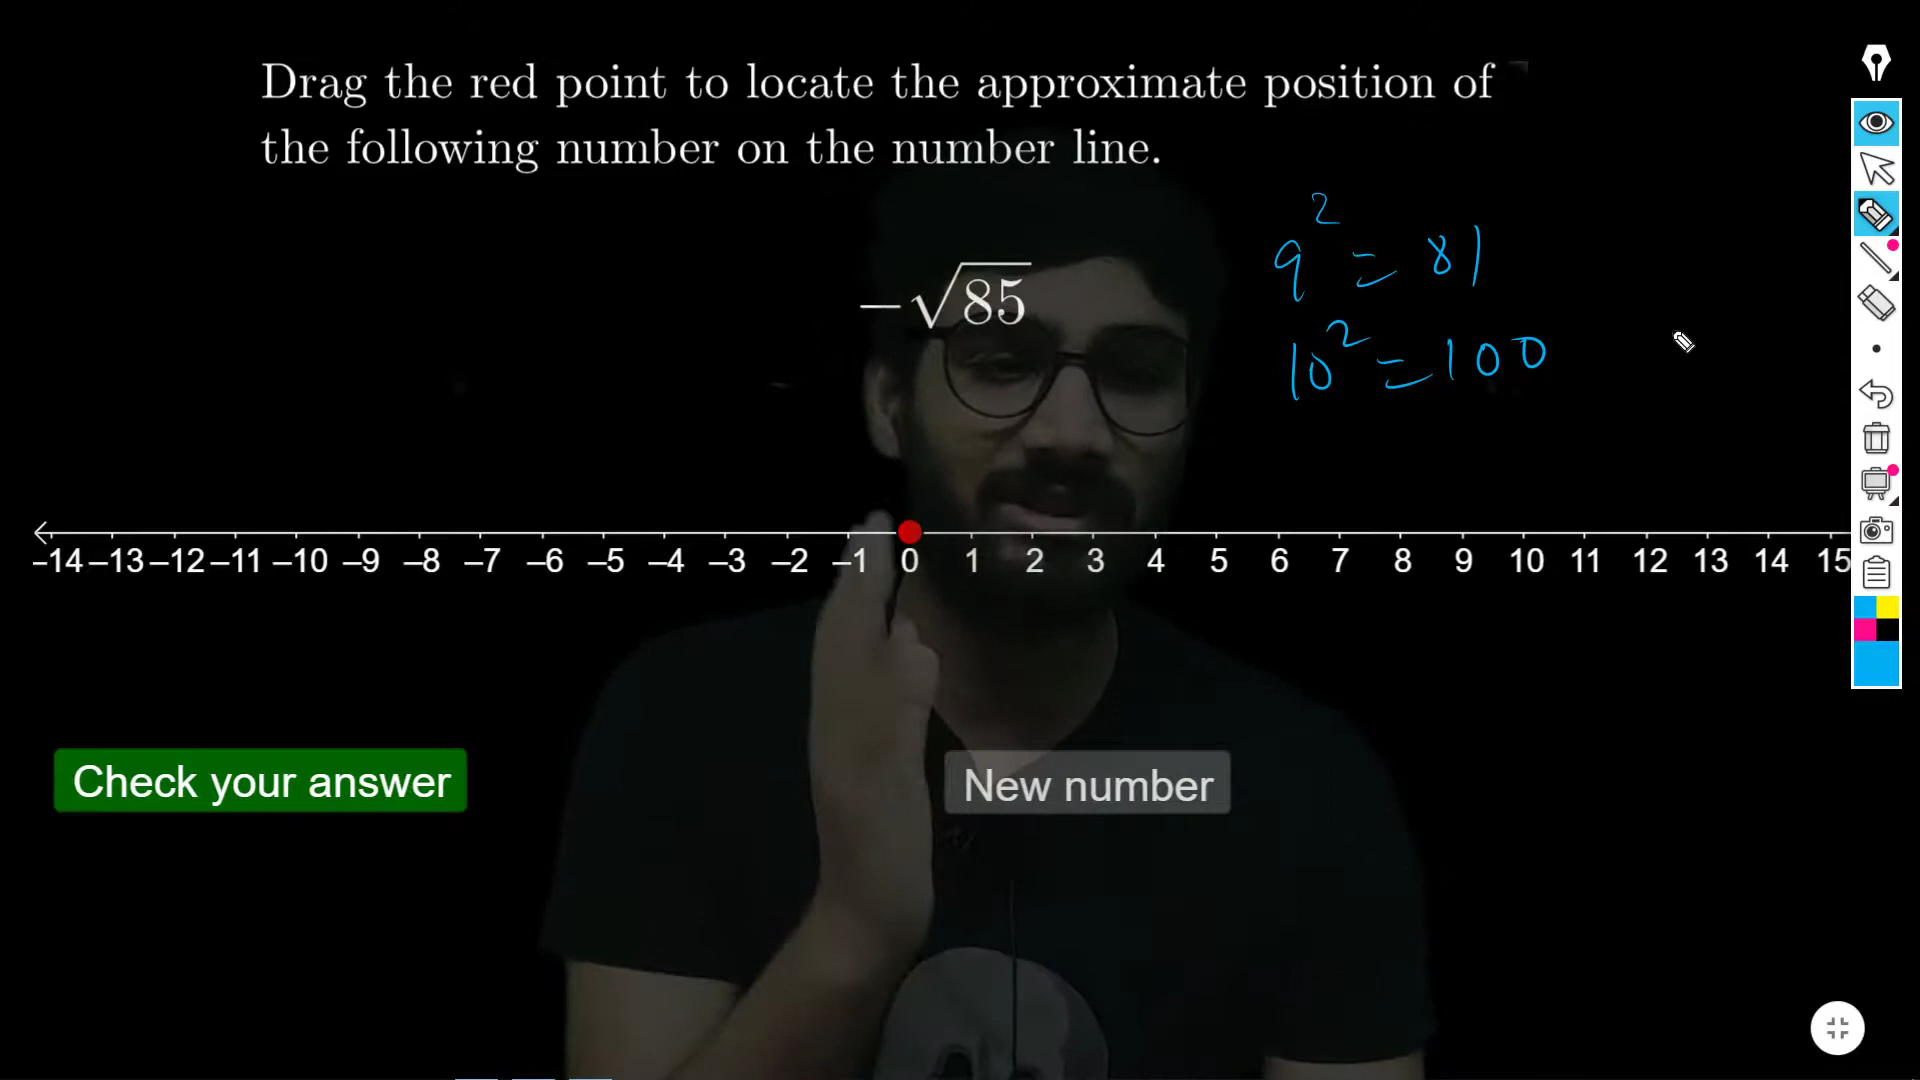 Drag the red point to locate the approximate position of
the following number on the number line.
9² = 81
−√85
10² = 100
–14 –13 –12 –11 –10 –9 –8 –7 –6 –5 –4 –3 –2 –1 0 1 2 3 4 5 6 7 8 9 10 11 12 13 14 15
Check your answer
New number